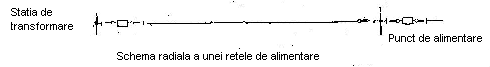 Statia de
transformare
Punct de alimentare
Schema radiala a unei retele de alimentare